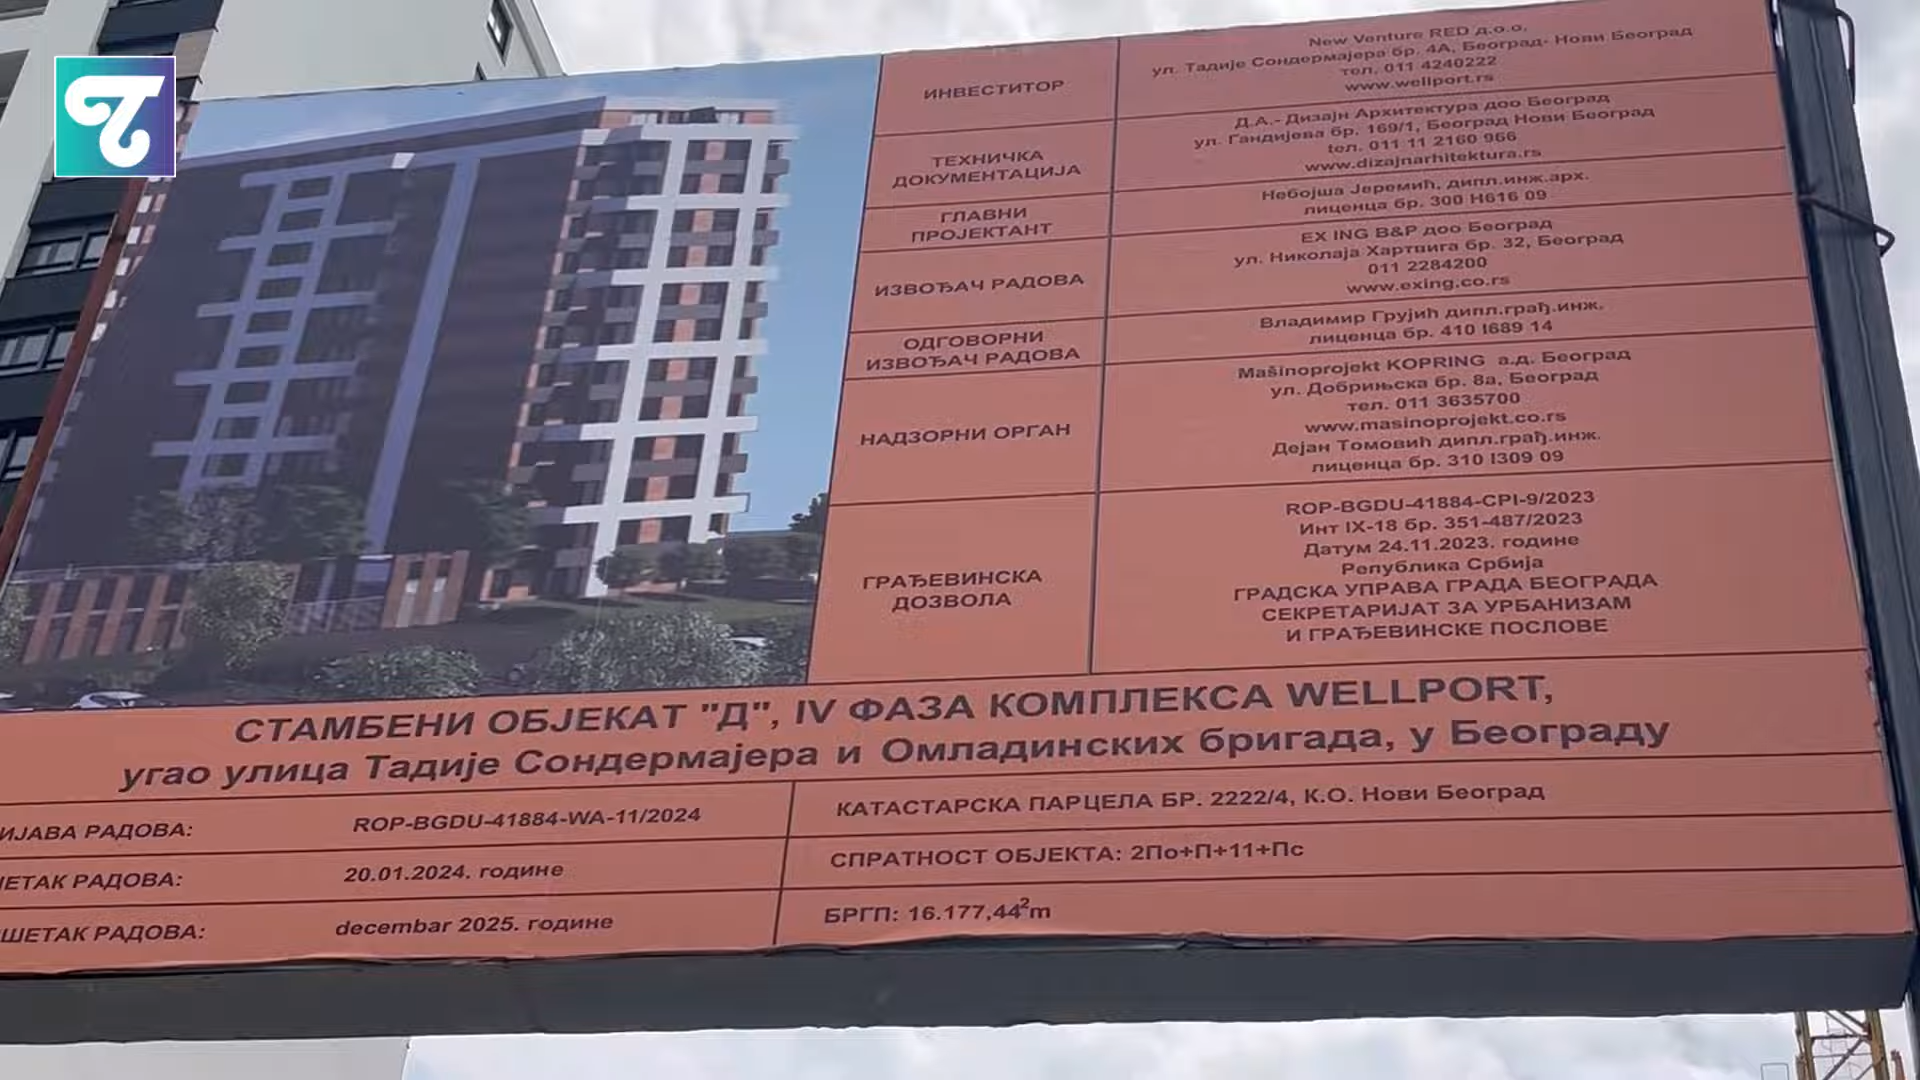 ИНВЕСТИТОР
New Venture RED д.о.о.
ул. Тадије Сондермајера бр. 4А, Београд- Нови Београд
тел. 011 4240222
www.wellport.rs
ТЕХНИЧКА
ДОКУМЕНТАЦИЈА
Д.А.- Дизајн Архитектура доо Београд
ул. Гандијева бр. 169/1, Београд Нови Београд
тел. 011 11 2160 966
www.dizajnarhitektura.rs
ГЛАВНИ
ПРОЈЕКТАНТ
Небојша Јеремић, дипл.инж.арх.
лиценца бр. 300 Н616 09
ИЗВОЂАЧ РАДОВА
EX ING B&P доо Београд
ул. Николаја Хартвига бр. 32, Београд
011 2284200
www.exing.co.rs
ОДГОВОРНИ
ИЗВОЂАЧ РАДОВА
Владимир Грујић дипл.грађ.инж.
лиценца бр. 410 I689 14
НАДЗОРНИ ОРГАН
Mašinoprojekt KOPRING а.д. Београд
ул. Добрињска бр. 8а, Београд
тел. 011 3635700
www.masinoprojekt.co.rs
Дејан Томовић дипл.грађ.инж.
лиценца бр. 310 I309 09
ГРАЂЕВИНСКА
ДОЗВОЛА
ROP-BGDU-41884-CPI-9/2023
Инт IX-18 бр. 351-487/2023
Датум 24.11.2023. године
Република Србија
ГРАДСКА УПРАВА ГРАДА БЕОГРАДА
СЕКРЕТАРИЈАТ ЗА УРБАНИЗАМ
И ГРАЂЕВИНСКЕ ПОСЛОВЕ
СТАМБЕНИ ОБЈЕКАТ "Д", IV ФАЗА КОМПЛЕКСА WELLPORT,
угао улица Тадије Сондермајера и Омладинских бригада, у Београду
ИЈАВА РАДОВА: ROP-BGDU-41884-WA-11/2024
ЕТАК РАДОВА: 20.01.2024. године
ШЕТАК РАДОВА: decembar 2025. године
КАТАСТАРСКА ПАРЦЕЛА БР. 2222/4, К.О. Нови Београд
СПРАТНОСТ ОБЈЕКТА: 2По+П+11+Пс
БРГП: 16.177,44²m